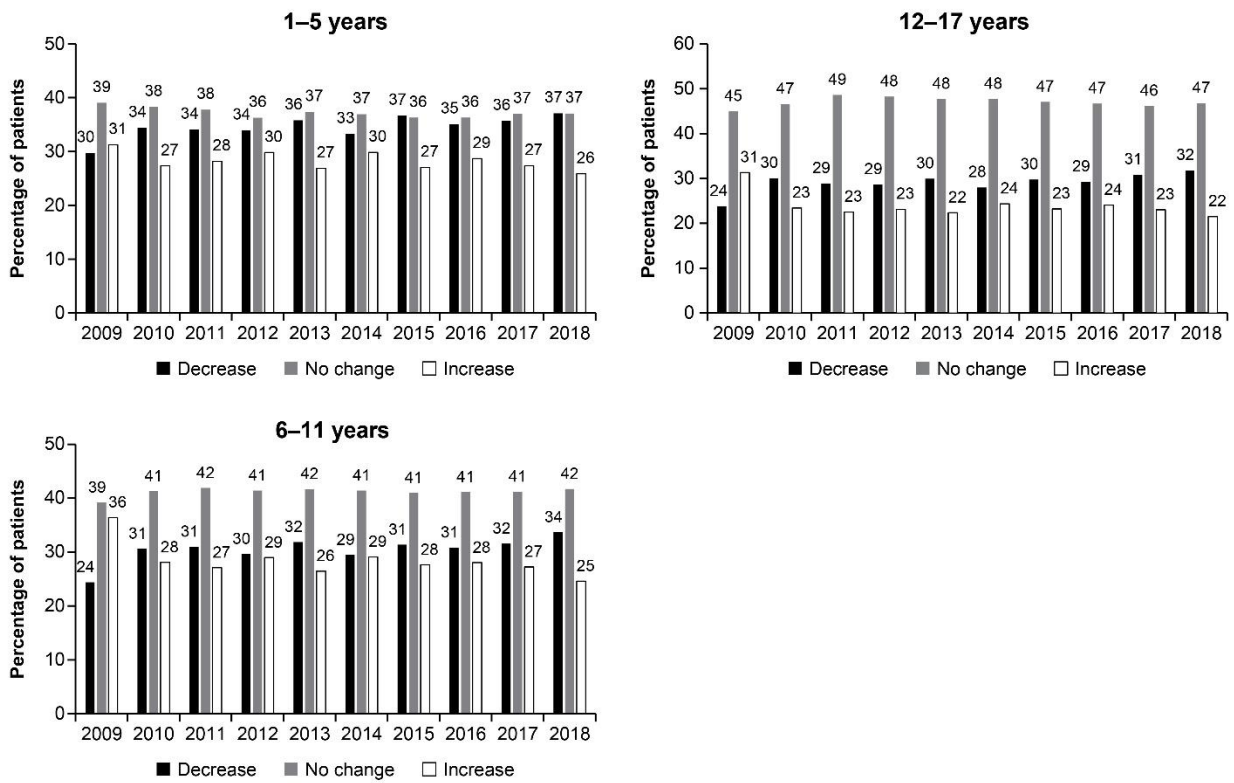 1–5 years
Percentage of patients
50
40
30
20
10
0
30 39 31
34 38 27
34 38 28
34 36 30
36 37 27
33 37 30
37 36 27
35 36 29
36 37 27
37 37 26
2009 2010 2011 2012 2013 2014 2015 2016 2017 2018
Decrease No change Increase
12–17 years
Percentage of patients
60
50
40
30
20
10
0
24 45 31
30 47 23
29 49 23
29 48 23
30 48 22
28 48 24
30 47 23
29 47 24
31 46 23
32 47 22
2009 2010 2011 2012 2013 2014 2015 2016 2017 2018
Decrease No change Increase
6–11 years
Percentage of patients
50
40
30
20
10
0
24 39 36
31 41 28
31 42 27
30 41 29
32 42 26
29 41 29
31 41 28
31 41 28
32 41 27
34 42 25
2009 2010 2011 2012 2013 2014 2015 2016 2017 2018
Decrease No change Increase